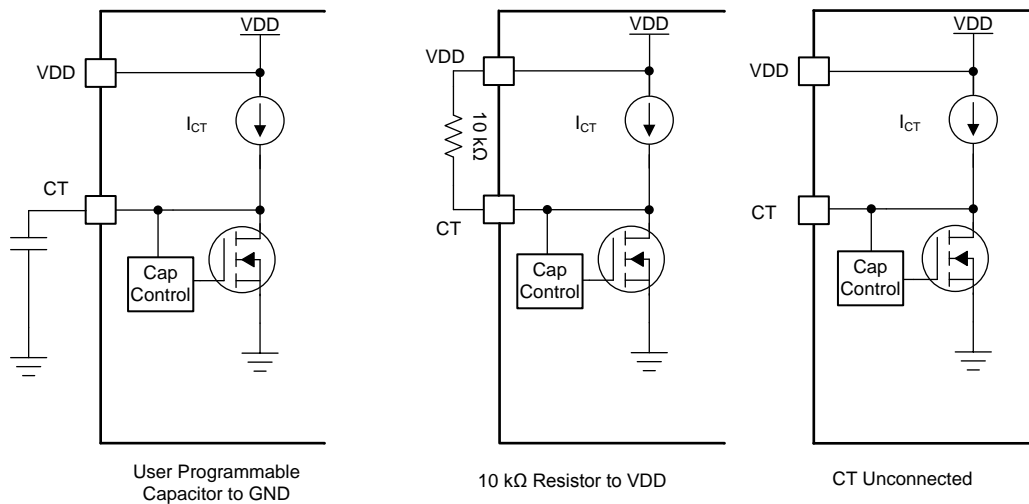 VDD
VDD
I_CT
CT
Cap
Control
User Programmable
Capacitor to GND
VDD
VDD
10 kΩ
I_CT
CT
Cap
Control
10 kΩ Resistor to VDD
VDD
VDD
I_CT
CT
Cap
Control
CT Unconnected